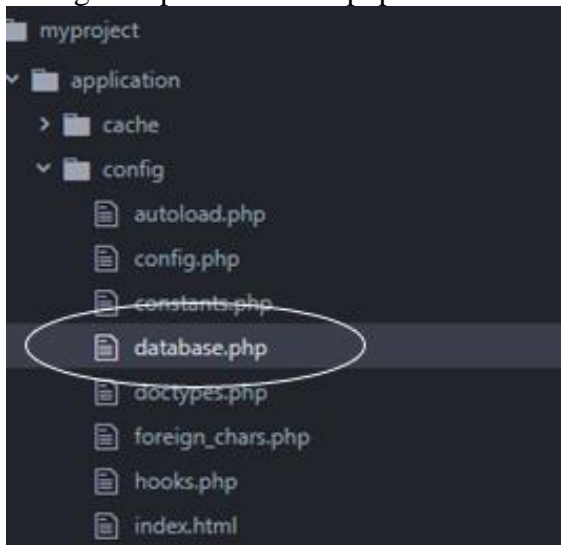 myproject
application
cache
config
autoload.php
config.php
constants.php
database.php
doctypes.php
foreign_chars.php
hooks.php
index.html